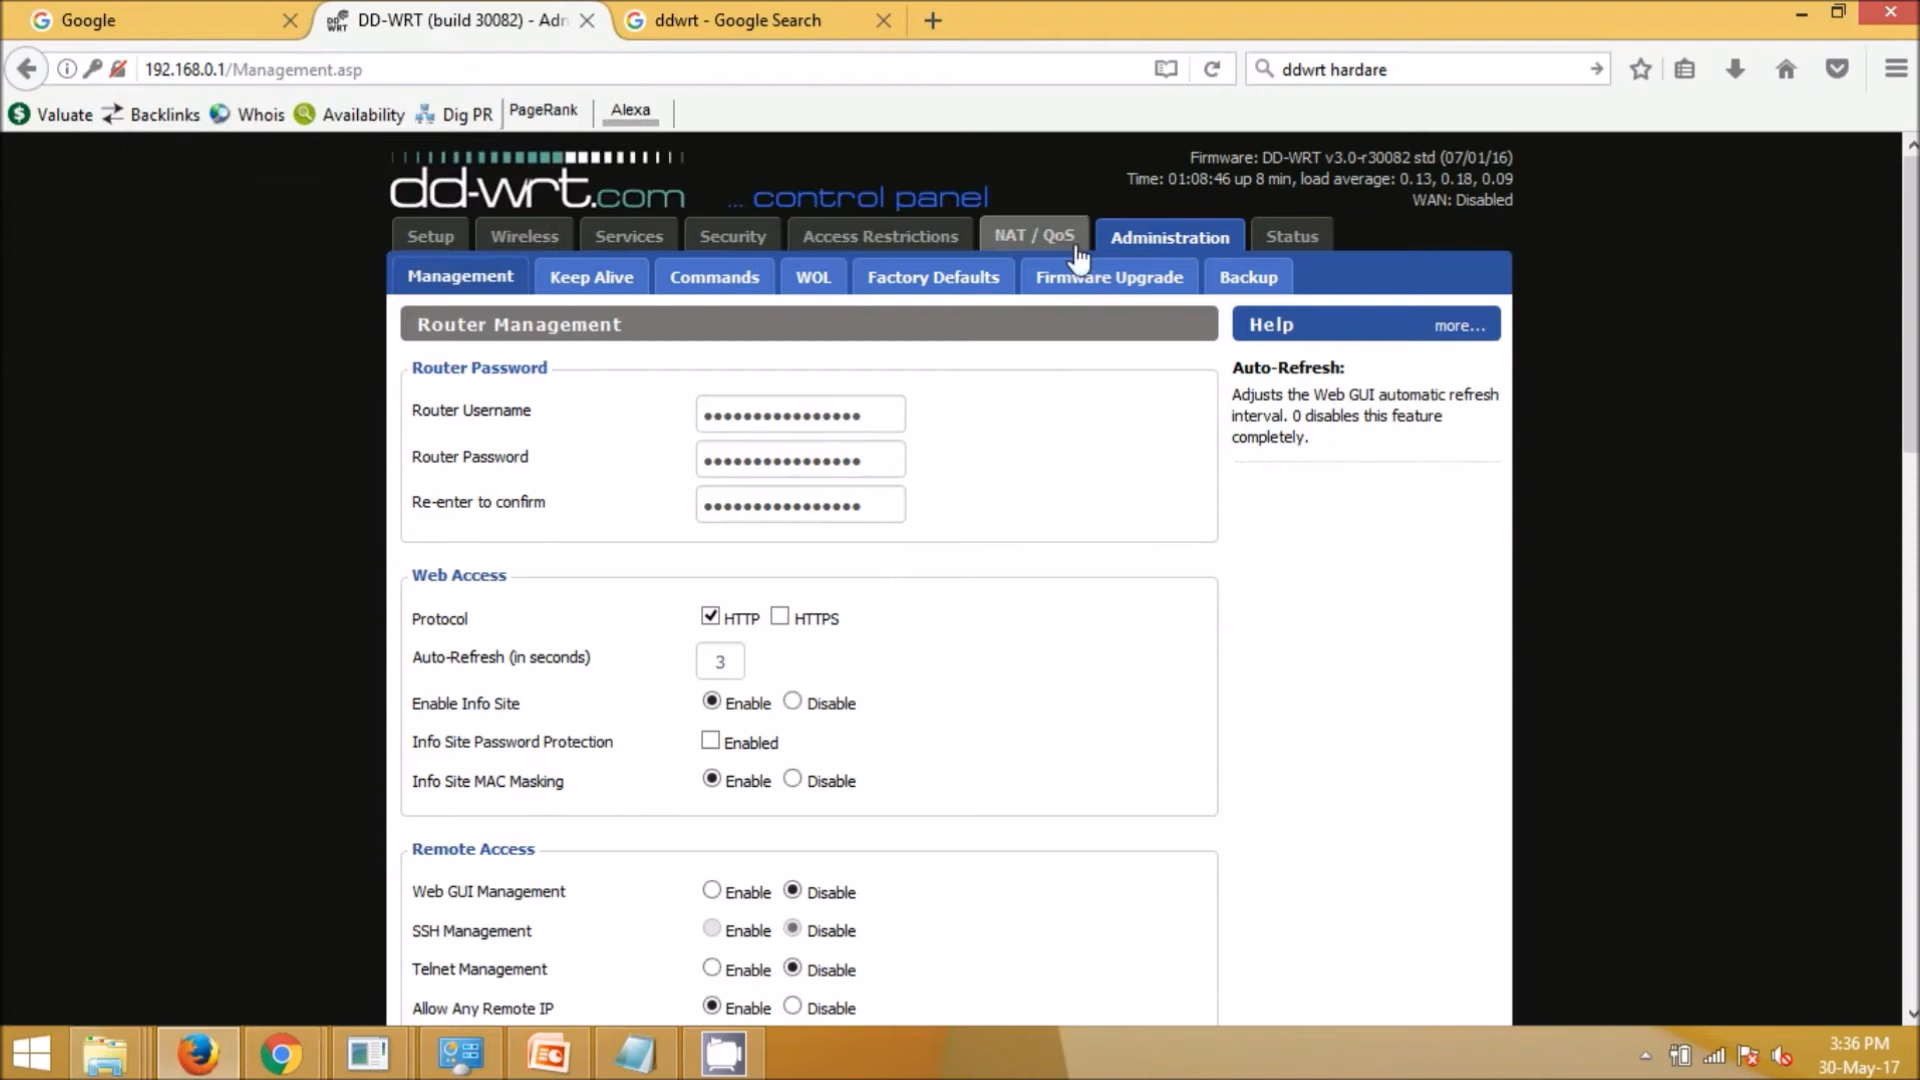 Google
DD-WRT (build 30082) - Adn
ddwrt - Google Search
192.168.0.1/Management.asp
ddwrt hardare
Valuate
Backlinks
Whois
Availability
Dig PR
PageRank
Alexa
dd-wrt.com
... control panel
Firmware: DD-WRT v3.0-r30082 std (07/01/16)
Time: 01:08:46 up 8 min, load average: 0.13, 0.18, 0.09
WAN: Disabled
Setup
Wireless
Services
Security
Access Restrictions
NAT / QoS
Administration
Status
Management
Keep Alive
Commands
WOL
Factory Defaults
Firmware Upgrade
Backup
Router Management
Help
more...
Router Password
Router Username
Router Password
Re-enter to confirm
Auto-Refresh:
Adjusts the Web GUI automatic refresh
interval. 0 disables this feature
completely.
Web Access
Protocol
HTTP
HTTPS
Auto-Refresh (in seconds)
3
Enable Info Site
Enable
Disable
Info Site Password Protection
Enabled
Info Site MAC Masking
Enable
Disable
Remote Access
Web GUI Management
Enable
Disable
SSH Management
Enable
Disable
Telnet Management
Enable
Disable
Allow Any Remote IP
Enable
Disable
3:36 PM
30-May-17